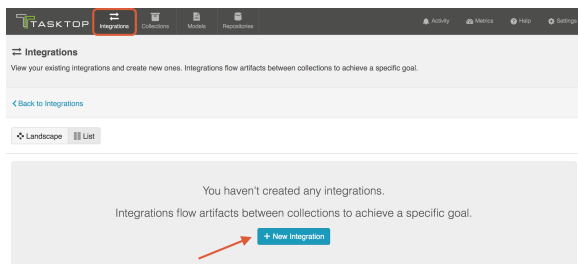 TASKTOP
Integrations
Collections
Models
Repositories
Activity
Metrics
Help
Settings
Integrations
View your existing integrations and create new ones. Integrations flow artifacts between collections to achieve a specific goal.
Back to Integrations
Landscape
List
You haven't created any integrations.
Integrations flow artifacts between collections to achieve a specific goal.
+ New Integration